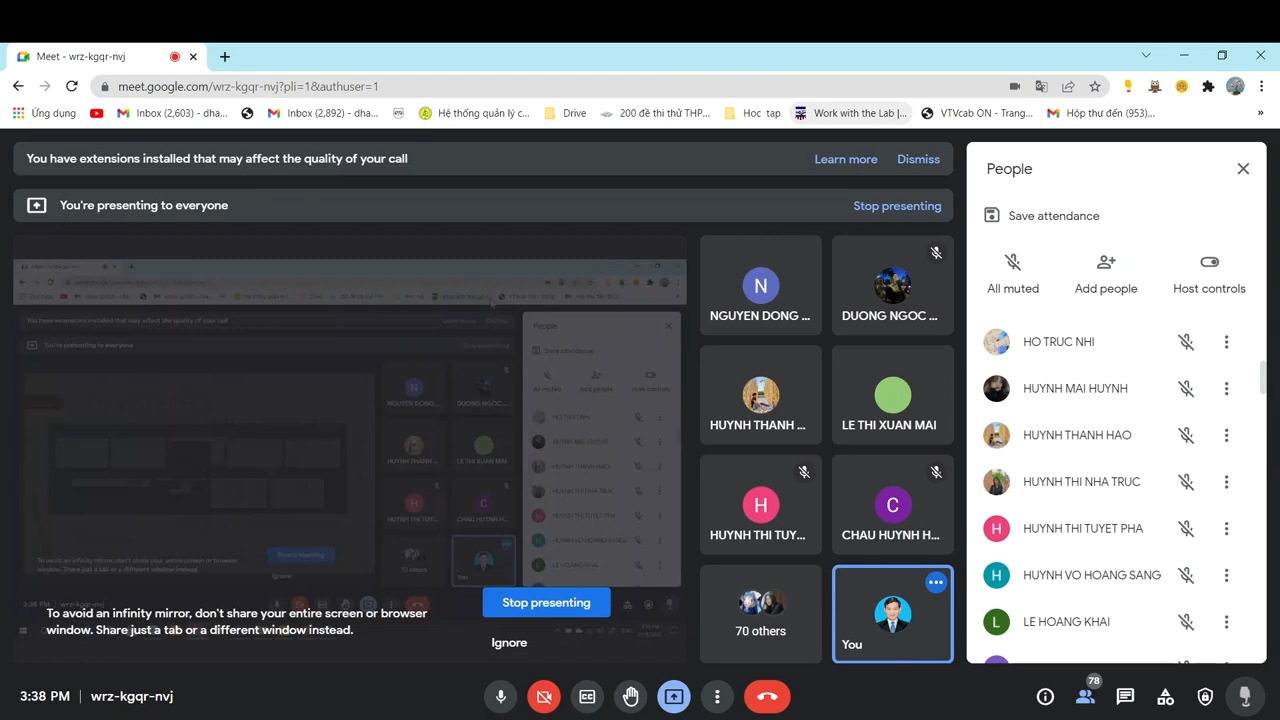 Meet - wrz-kgqr-nvj
meet.google.com/wrz-kgqr-nvj?pli=1&authuser=1
Ứng dụng
Inbox (2,603) - dha...
Inbox (2,892) - dha...
Hệ thống quản lý c...
Drive
200 đề thi thử THP...
Hoc tap
Work with the Lab |...
VTVcab ON - Trang...
Hộp thư đến (953)...
»
You have extensions installed that may affect the quality of your call
Learn more
Dismiss
You're presenting to everyone
Stop presenting
To avoid an infinity mirror, don't share your entire screen or browser
window. Share just a tab or a different window instead.
Stop presenting
Ignore
N
NGUYEN DONG ...
DUONG NGOC ...
HUYNH THANH ...
LE THI XUAN MAI
H
HUYNH THI TUY...
C
CHAU HUYNH H...
70 others
You
People
Save attendance
All muted
Add people
Host controls
HO TRUC NHI
HUYNH MAI HUYNH
HUYNH THANH HAO
HUYNH THI NHA TRUC
H
HUYNH THI TUYET PHA
H
HUYNH VO HOANG SANG
L
LE HOANG KHAI
3:38 PM
wrz-kgqr-nvj
78